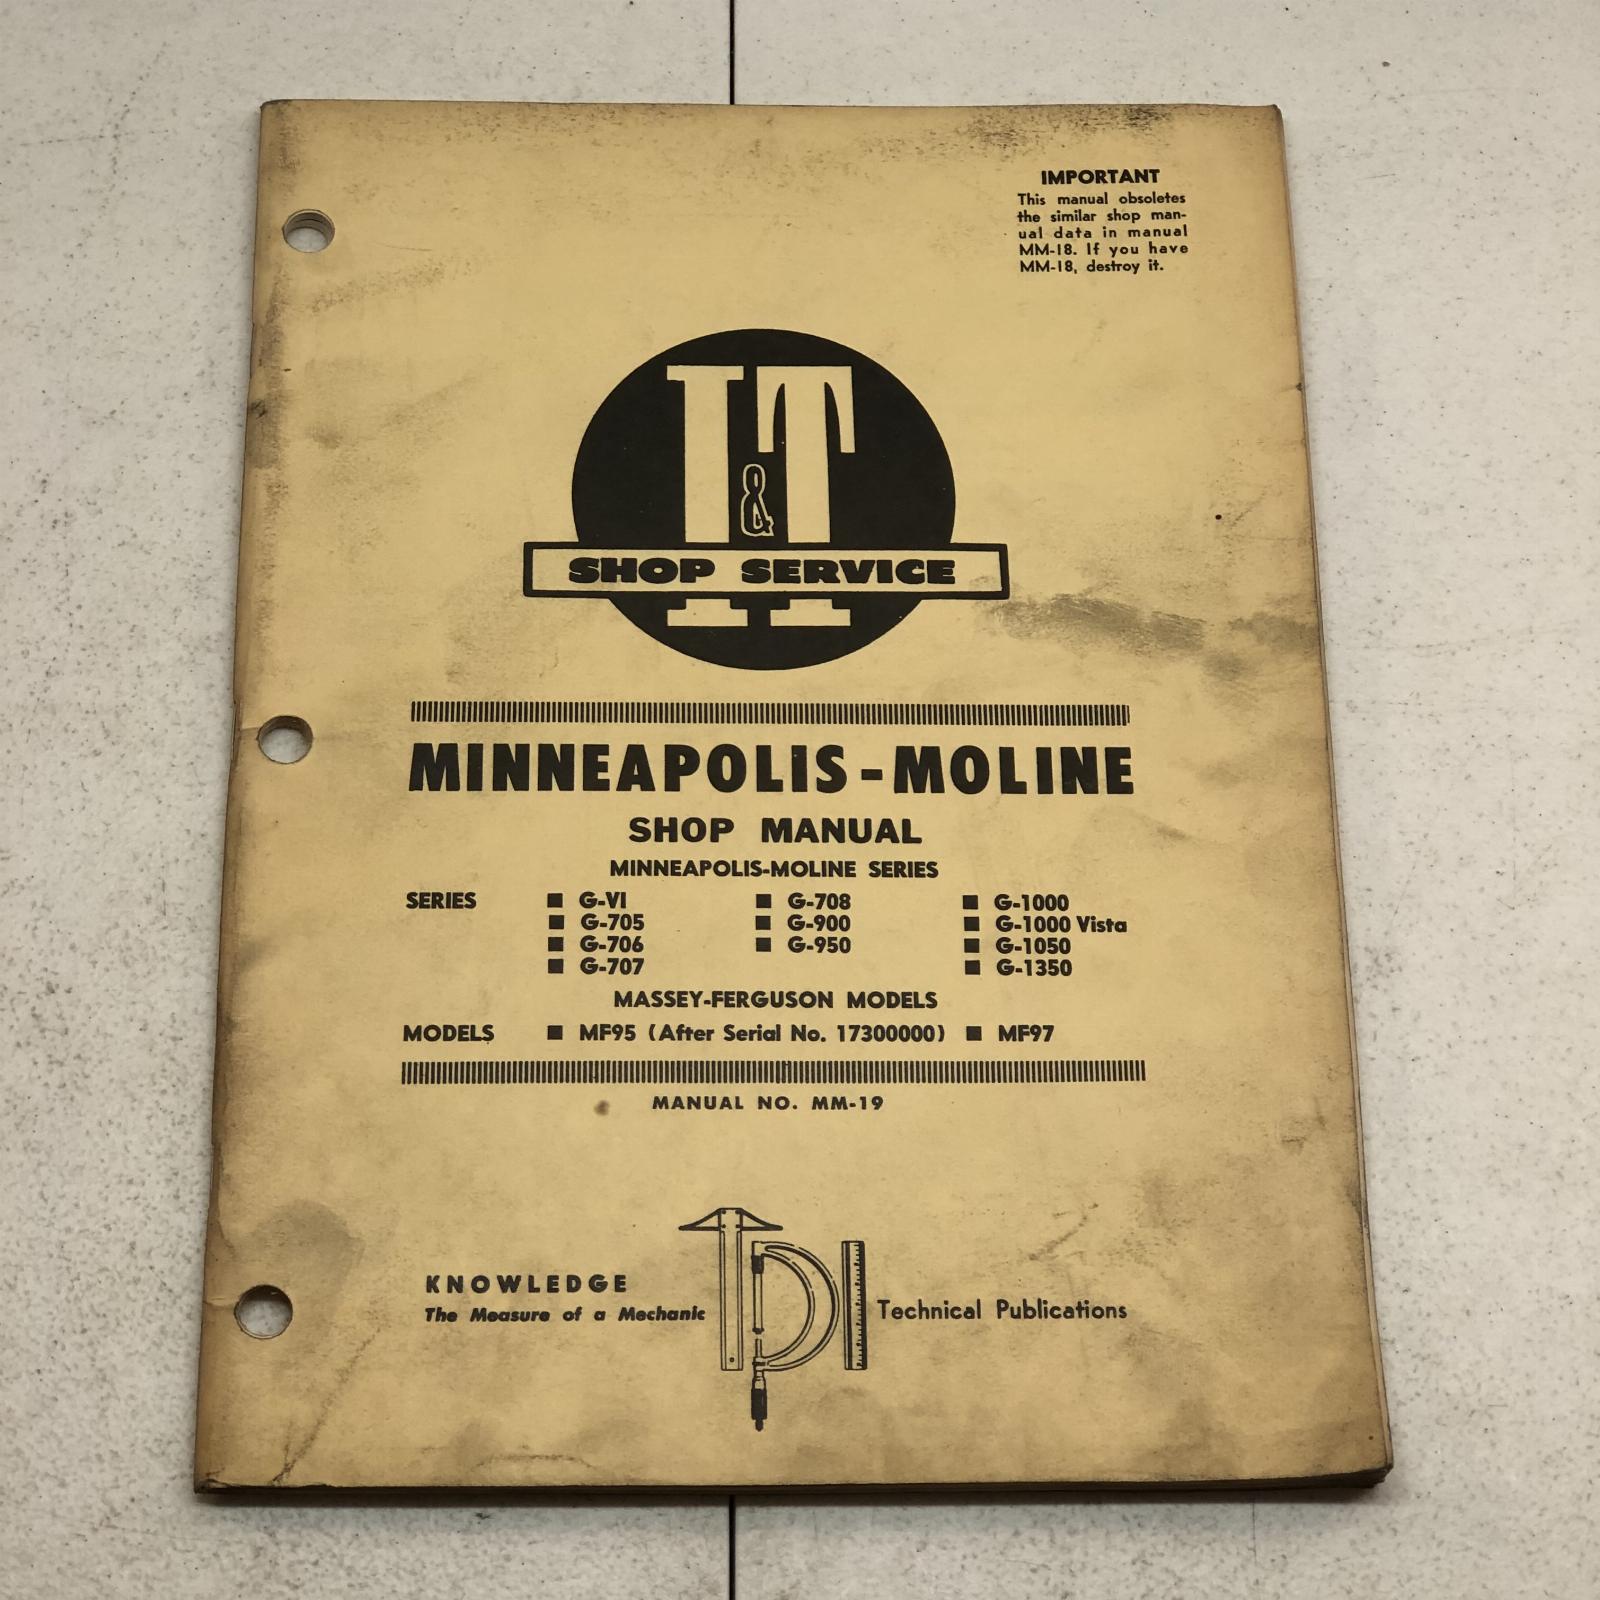 IMPORTANT
This manual obsoletes
the similar shop man-
ual data in manual
MM-18. If you have
MM-18, destroy it.
I&T
SHOP SERVICE
MINNEAPOLIS-MOLINE
SHOP MANUAL
MINNEAPOLIS-MOLINE SERIES
SERIES ■ G-VI ■ G-708 ■ G-1000
■ G-705 ■ G-900 ■ G-1000 Vista
■ G-706 ■ G-950 ■ G-1050
■ G-707 ■ G-1350
MASSEY-FERGUSON MODELS
MODELS ■ MF95 (After Serial No. 17300000) ■ MF97
MANUAL NO. MM-19
KNOWLEDGE
The Measure of a Mechanic
TPI
Technical Publications